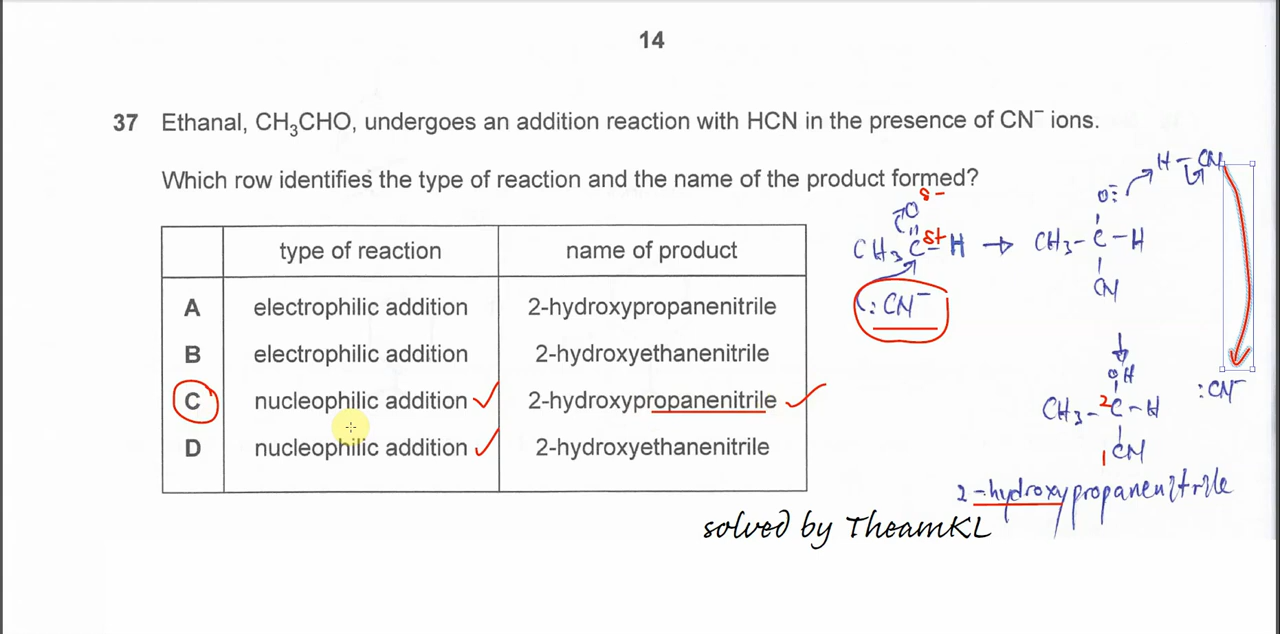 14
37 Ethanal, CH₃CHO, undergoes an addition reaction with HCN in the presence of CN⁻ ions.
Which row identifies the type of reaction and the name of the product formed?
type of reaction name of product
A electrophilic addition 2-hydroxypropanenitrile
B electrophilic addition 2-hydroxyethanenitrile
C nucleophilic addition 2-hydroxypropanenitrile
D nucleophilic addition 2-hydroxyethanenitrile
H-CN
O δ-
CH₃ C δ+ H → CH₃-C-H
:CN⁻
O:⁻
CN
↓
OH
:CN⁻
CH₃-²C-H
1 CN
2-hydroxypropanenitrile
solved by TheamKL